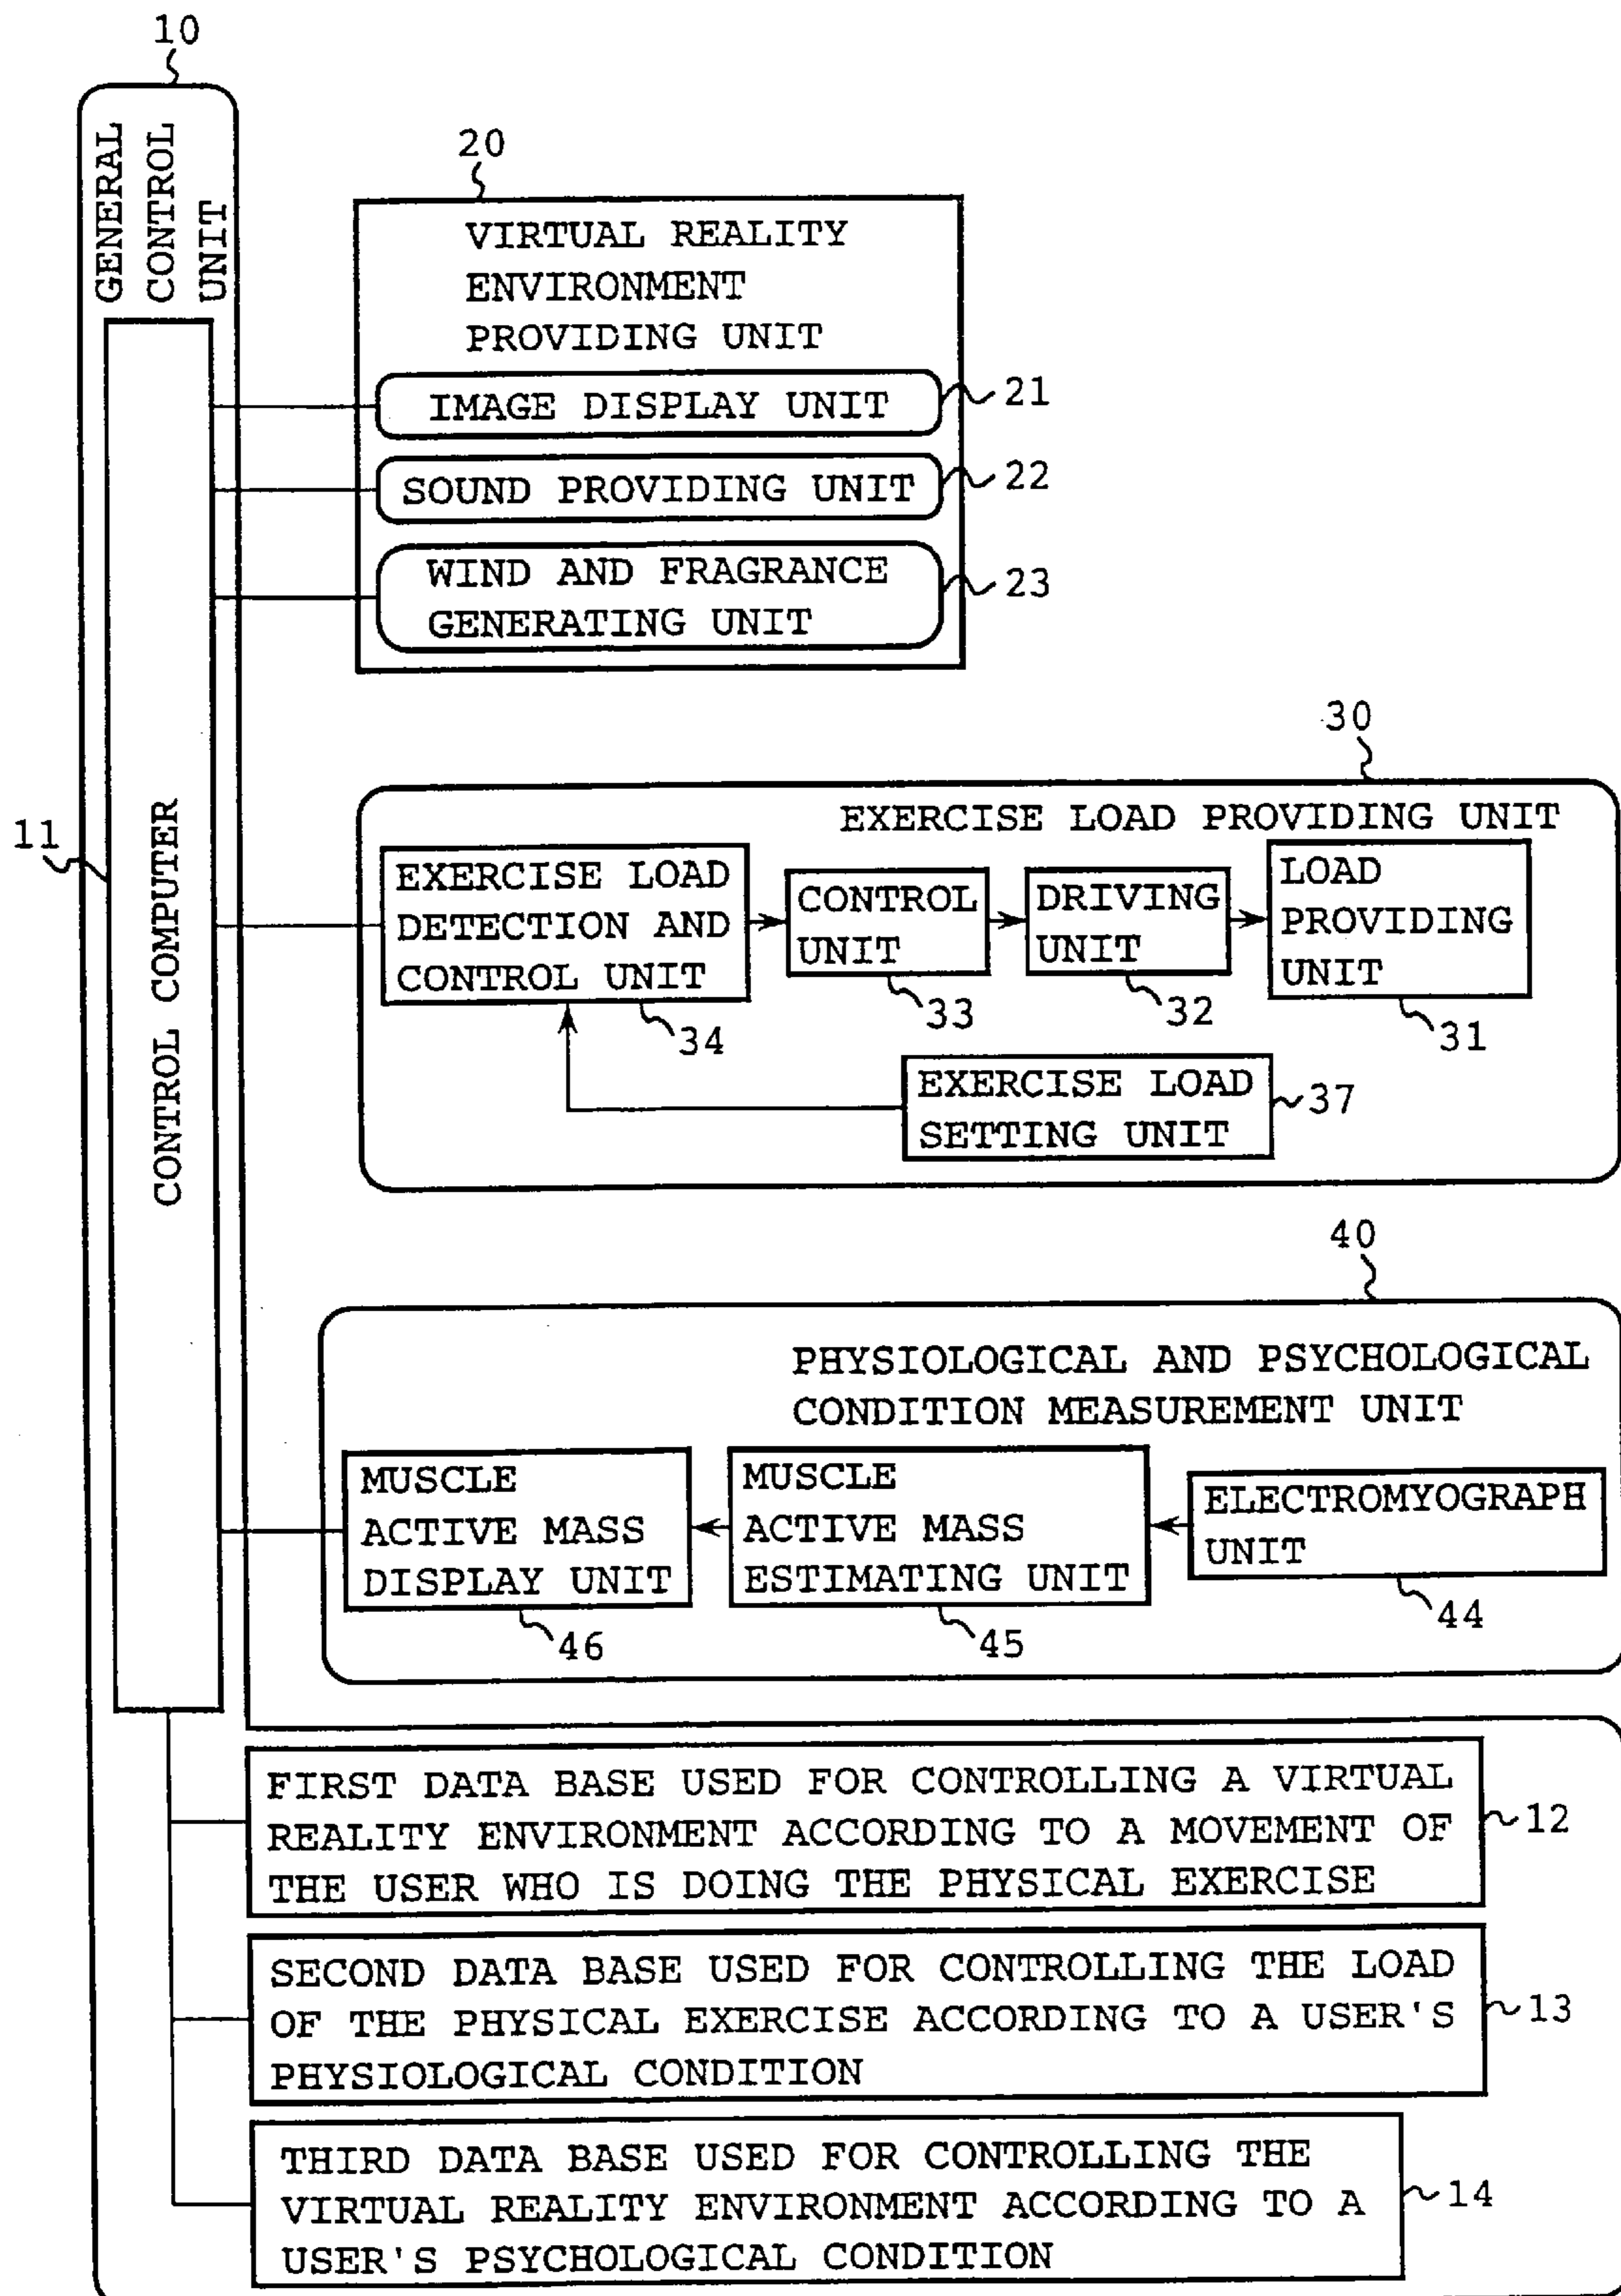 10
GENERAL
CONTROL
UNIT
20
VIRTUAL REALITY
ENVIRONMENT
PROVIDING UNIT
IMAGE DISPLAY UNIT
21
SOUND PROVIDING UNIT
22
WIND AND FRAGRANCE
GENERATING UNIT
23
11
CONTROL COMPUTER
30
EXERCISE LOAD PROVIDING UNIT
EXERCISE LOAD
DETECTION AND
CONTROL UNIT
34
CONTROL
UNIT
33
DRIVING
UNIT
32
LOAD
PROVIDING
UNIT
31
EXERCISE LOAD
SETTING UNIT
37
40
PHYSIOLOGICAL AND PSYCHOLOGICAL
CONDITION MEASUREMENT UNIT
MUSCLE
ACTIVE MASS
DISPLAY UNIT
46
MUSCLE
ACTIVE MASS
ESTIMATING UNIT
45
ELECTROMYOGRAPH
UNIT
44
FIRST DATA BASE USED FOR CONTROLLING A VIRTUAL
REALITY ENVIRONMENT ACCORDING TO A MOVEMENT OF
THE USER WHO IS DOING THE PHYSICAL EXERCISE
12
SECOND DATA BASE USED FOR CONTROLLING THE LOAD
OF THE PHYSICAL EXERCISE ACCORDING TO A USER'S
PHYSIOLOGICAL CONDITION
13
THIRD DATA BASE USED FOR CONTROLLING THE
VIRTUAL REALITY ENVIRONMENT ACCORDING TO A
USER'S PSYCHOLOGICAL CONDITION
14